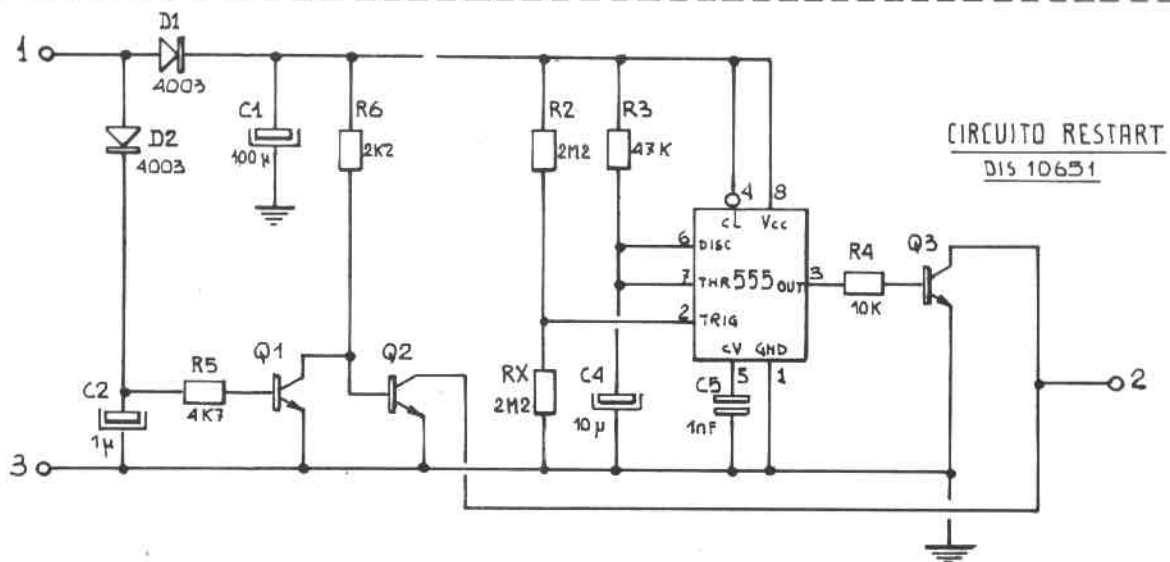 1
D1
4003
D2
4003
C1
100µ
R6
2K2
R2
2M2
R3
47K
CIRCUITO RESTART
DIS 10651
4
8
CL
Vcc
6
DISC
7
THR
555
OUT
3
2
TRIG
CV
GND
5
1
R4
10K
Q3
C2
1µ
R5
4K7
Q1
Q2
RX
2M2
C4
10µ
C5
1nF
2
3